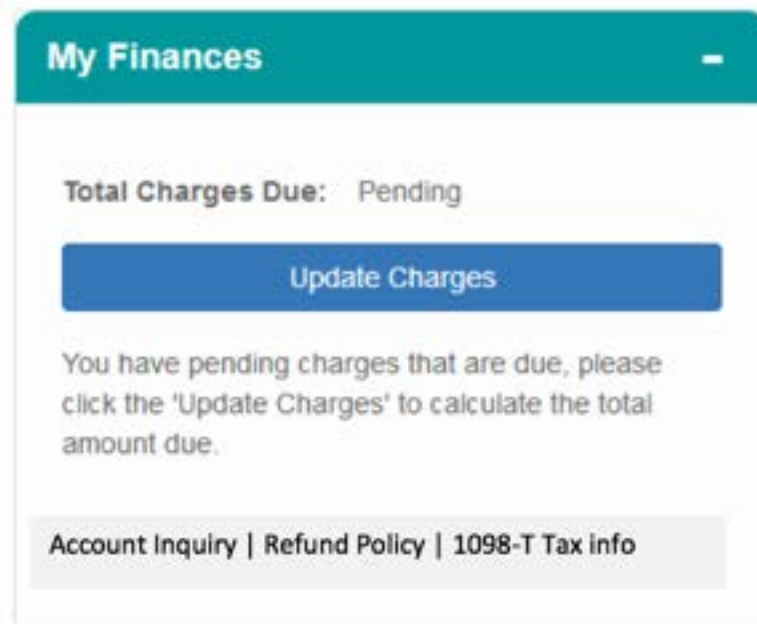 My Finances
Total Charges Due: Pending
Update Charges
You have pending charges that are due, please
click the 'Update Charges' to calculate the total
amount due.
Account Inquiry | Refund Policy | 1098-T Tax info